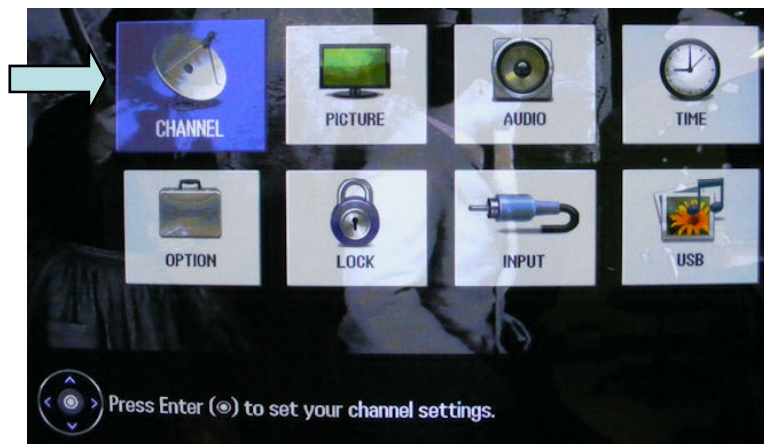 CHANNEL
PICTURE
AUDIO
TIME
OPTION
LOCK
INPUT
USB
Press Enter (◉) to set your channel settings.